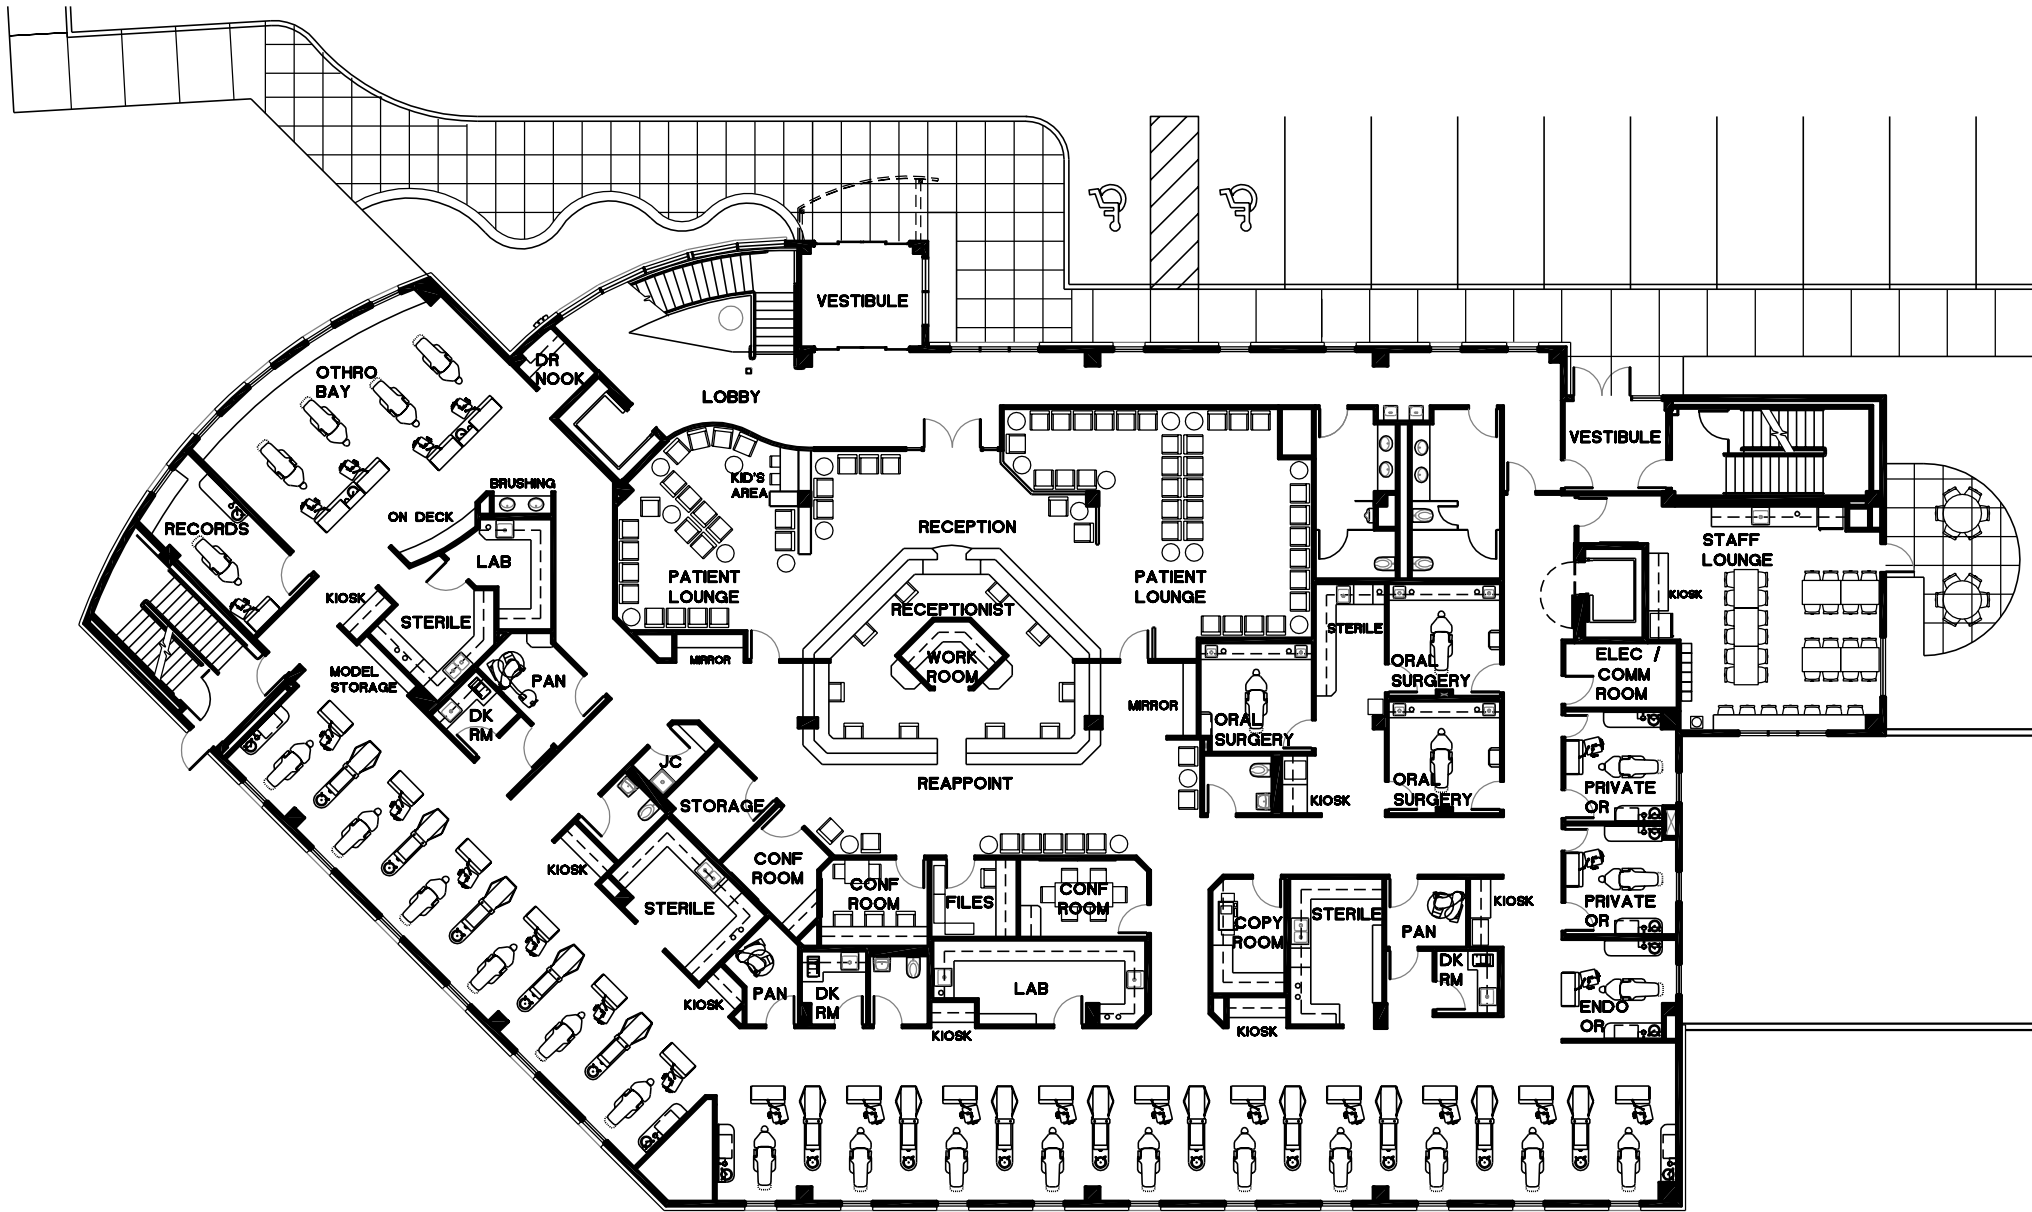 VESTIBULE
DR
NOOK
OTHRO
BAY
LOBBY
VESTIBULE
KID'S
AREA
BRUSHING
ON DECK
RECORDS
RECEPTION
LAB
STAFF
LOUNGE
PATIENT
LOUNGE
PATIENT
LOUNGE
KIOSK
KIOSK
RECEPTIONIST
STERILE
STERILE
MIRROR
WORK
ROOM
ORAL
SURGERY
ELEC /
COMM
ROOM
MODEL
STORAGE
PAN
MIRROR
DK
RM
ORAL
SURGERY
JC
REAPPOINT
ORAL
SURGERY
PRIVATE
OR
STORAGE
KIOSK
CONF
ROOM
KIOSK
CONF
ROOM
FILES
CONF
ROOM
STERILE
STERILE
COPY
ROOM
PAN
KIOSK
PRIVATE
OR
DK
RM
LAB
PAN
DK
RM
KIOSK
KIOSK
KIOSK
ENDO
OR